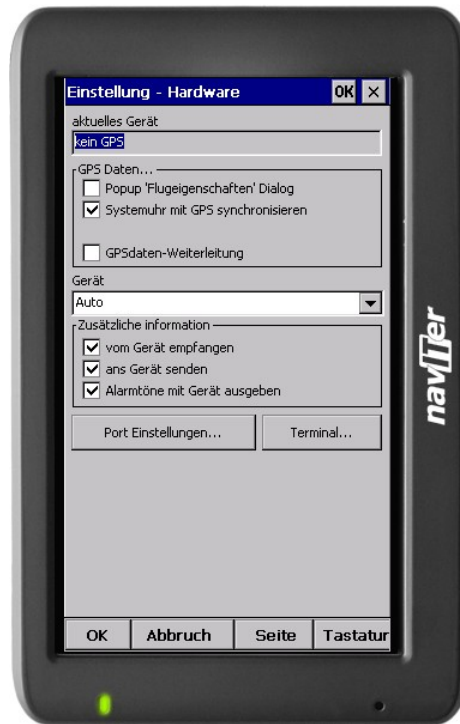 Einstellung - Hardware OK
aktuelles Gerät
kein GPS
GPS Daten...
Popup 'Flugeigenschaften' Dialog
Systemuhr mit GPS synchronisieren
GPSdaten-Weiterleitung
Gerät
Auto
Zusätzliche information
vom Gerät empfangen
ans Gerät senden
Alarmtöne mit Gerät ausgeben
Port Einstellungen... Terminal...
OK Abbruch Seite Tastatur
naviter